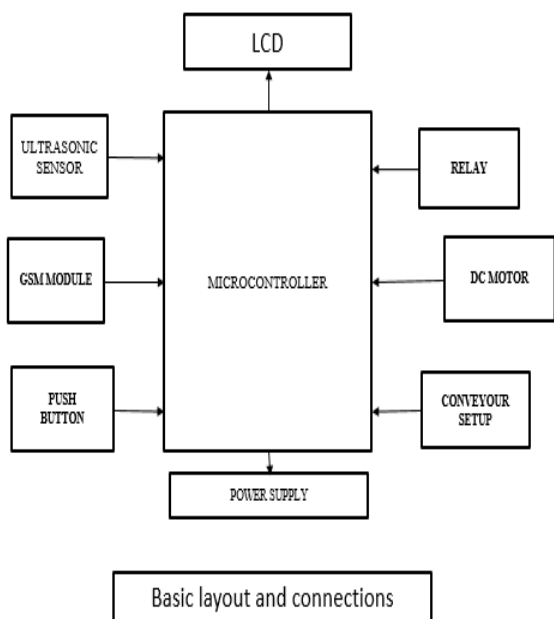 LCD
ULTRASONIC
SENSOR
RELAY
GSM MODULE
MICROCONTROLLER
DC MOTOR
PUSH
BUTTON
CONVEYOUR
SETUP
POWER SUPPLY
Basic layout and connections